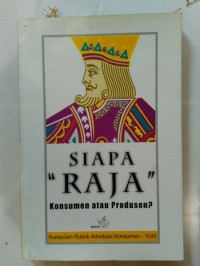 SIAPA
"RAJA"
Konsumen atau Produsen?
Kumpulan Rubrik Advokasi Konsumen - YLKI